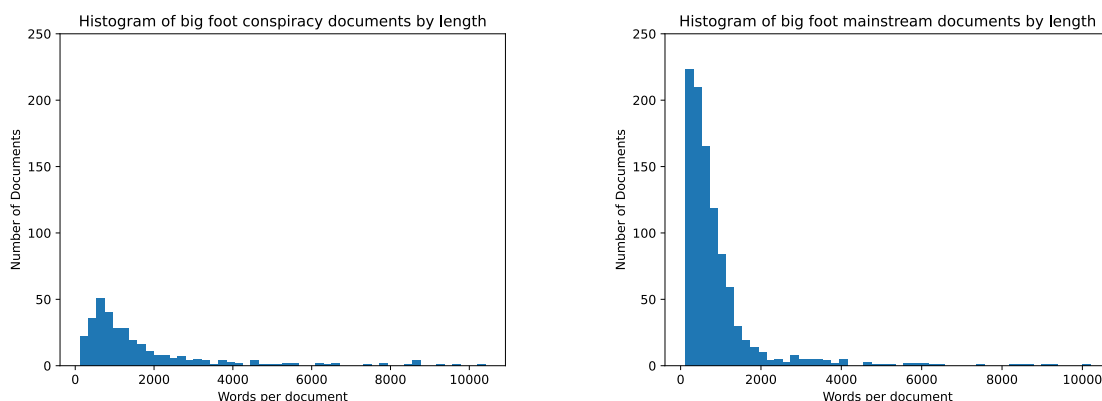 Histogram of big foot conspiracy documents by length
250
200
150
100
50
0
Number of Documents
0 2000 4000 6000 8000 10000
Words per document
Histogram of big foot mainstream documents by length
250
200
150
100
50
0
Number of Documents
0 2000 4000 6000 8000 10000
Words per document